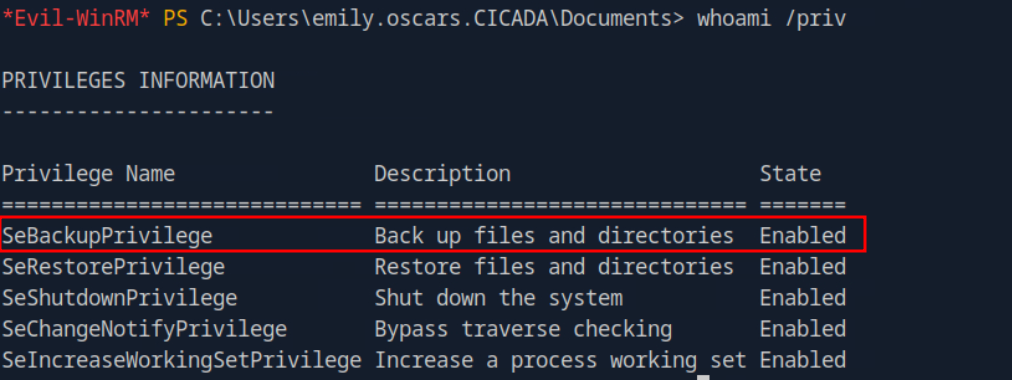 *Evil-WinRM* PS C:\Users\emily.oscars.CICADA\Documents> whoami /priv
PRIVILEGES INFORMATION
----------------------
Privilege Name                Description                    State
============================= ============================== =======
SeBackupPrivilege             Back up files and directories  Enabled
SeRestorePrivilege            Restore files and directories  Enabled
SeShutdownPrivilege           Shut down the system           Enabled
SeChangeNotifyPrivilege       Bypass traverse checking       Enabled
SeIncreaseWorkingSetPrivilege Increase a process working set Enabled